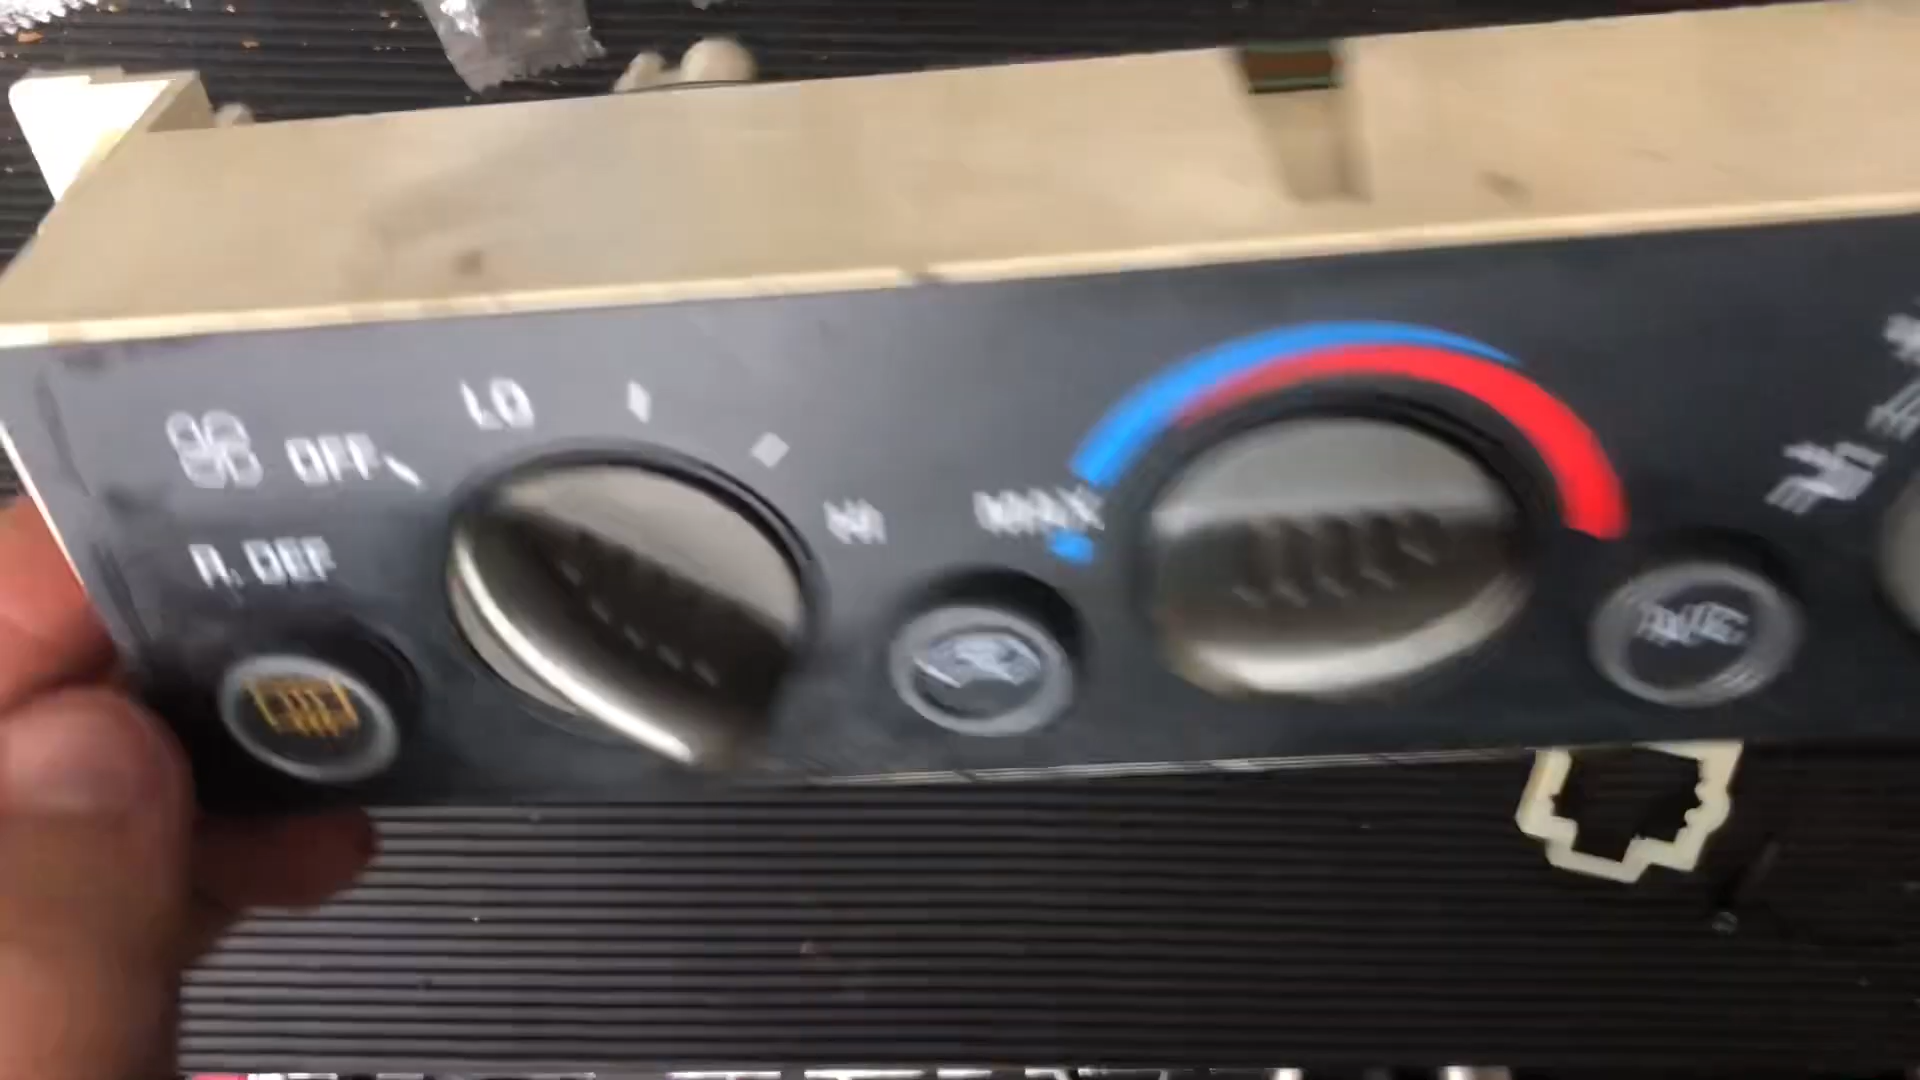 LO
OFF
HI
MAX
R. DEF